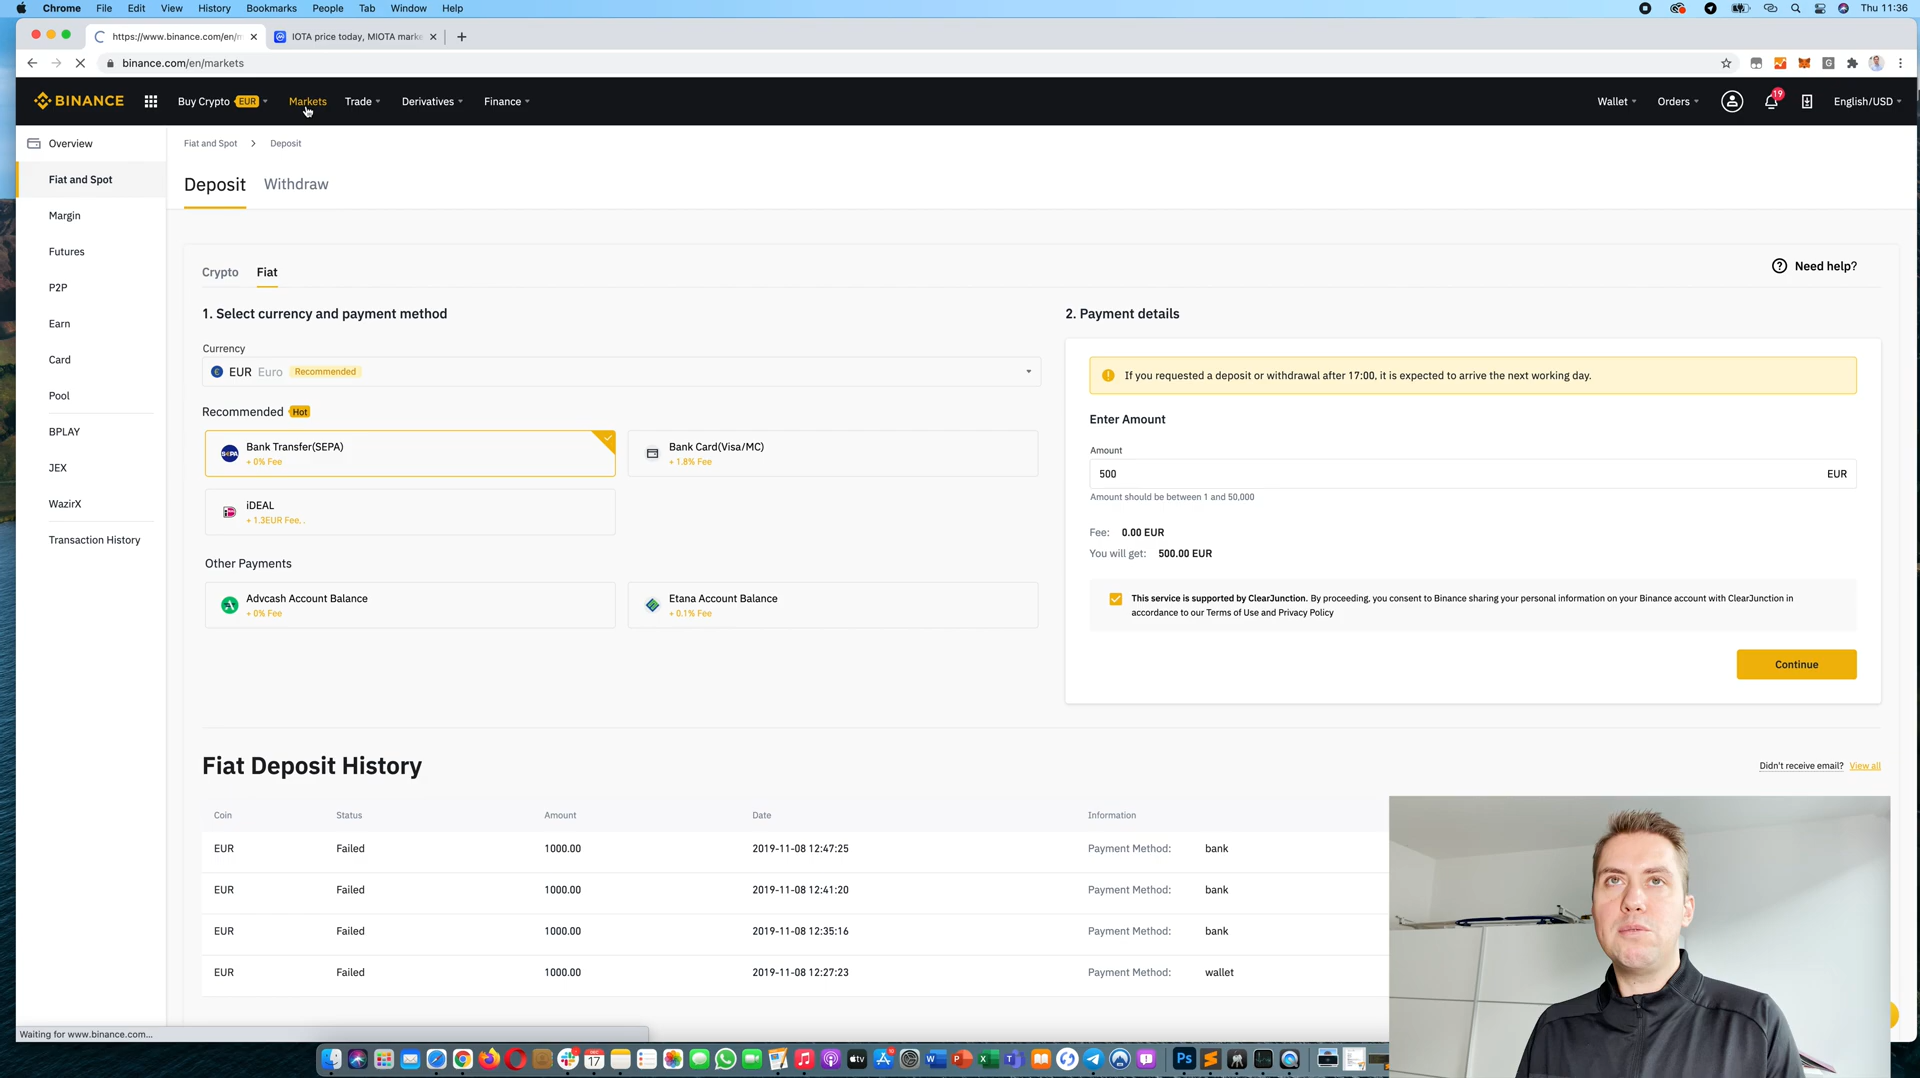 Chrome File Edit View History Bookmarks People Tab Window Help
Thu 11:36
https://www.binance.com/en/m
IOTA price today, MIOTA marke
binance.com/en/markets
BINANCE
Buy Crypto EUR
Markets
Trade
Derivatives
Finance
Wallet
Orders
19
English/USD
Overview
Fiat and Spot
Margin
Futures
P2P
Earn
Card
Pool
BPLAY
JEX
WazirX
Transaction History
Fiat and Spot > Deposit
Deposit Withdraw
Crypto Fiat
Need help?
1. Select currency and payment method
Currency
EUR Euro Recommended
Recommended Hot
Bank Transfer(SEPA)
+ 0% Fee
Bank Card(Visa/MC)
+ 1.8% Fee
iDEAL
+ 1.3EUR Fee. .
Other Payments
Advcash Account Balance
+ 0% Fee
Etana Account Balance
+ 0.1% Fee
2. Payment details
If you requested a deposit or withdrawal after 17:00, it is expected to arrive the next working day.
Enter Amount
Amount
500 EUR
Amount should be between 1 and 50,000
Fee: 0.00 EUR
You will get: 500.00 EUR
This service is supported by ClearJunction. By proceeding, you consent to Binance sharing your personal information on your Binance account with ClearJunction in
accordance to our Terms of Use and Privacy Policy
Continue
Fiat Deposit History
Didn't receive email? View all
Coin Status Amount Date Information
EUR Failed 1000.00 2019-11-08 12:47:25 Payment Method: bank
EUR Failed 1000.00 2019-11-08 12:41:20 Payment Method: bank
EUR Failed 1000.00 2019-11-08 12:35:16 Payment Method: bank
EUR Failed 1000.00 2019-11-08 12:27:23 Payment Method: wallet
Waiting for www.binance.com...